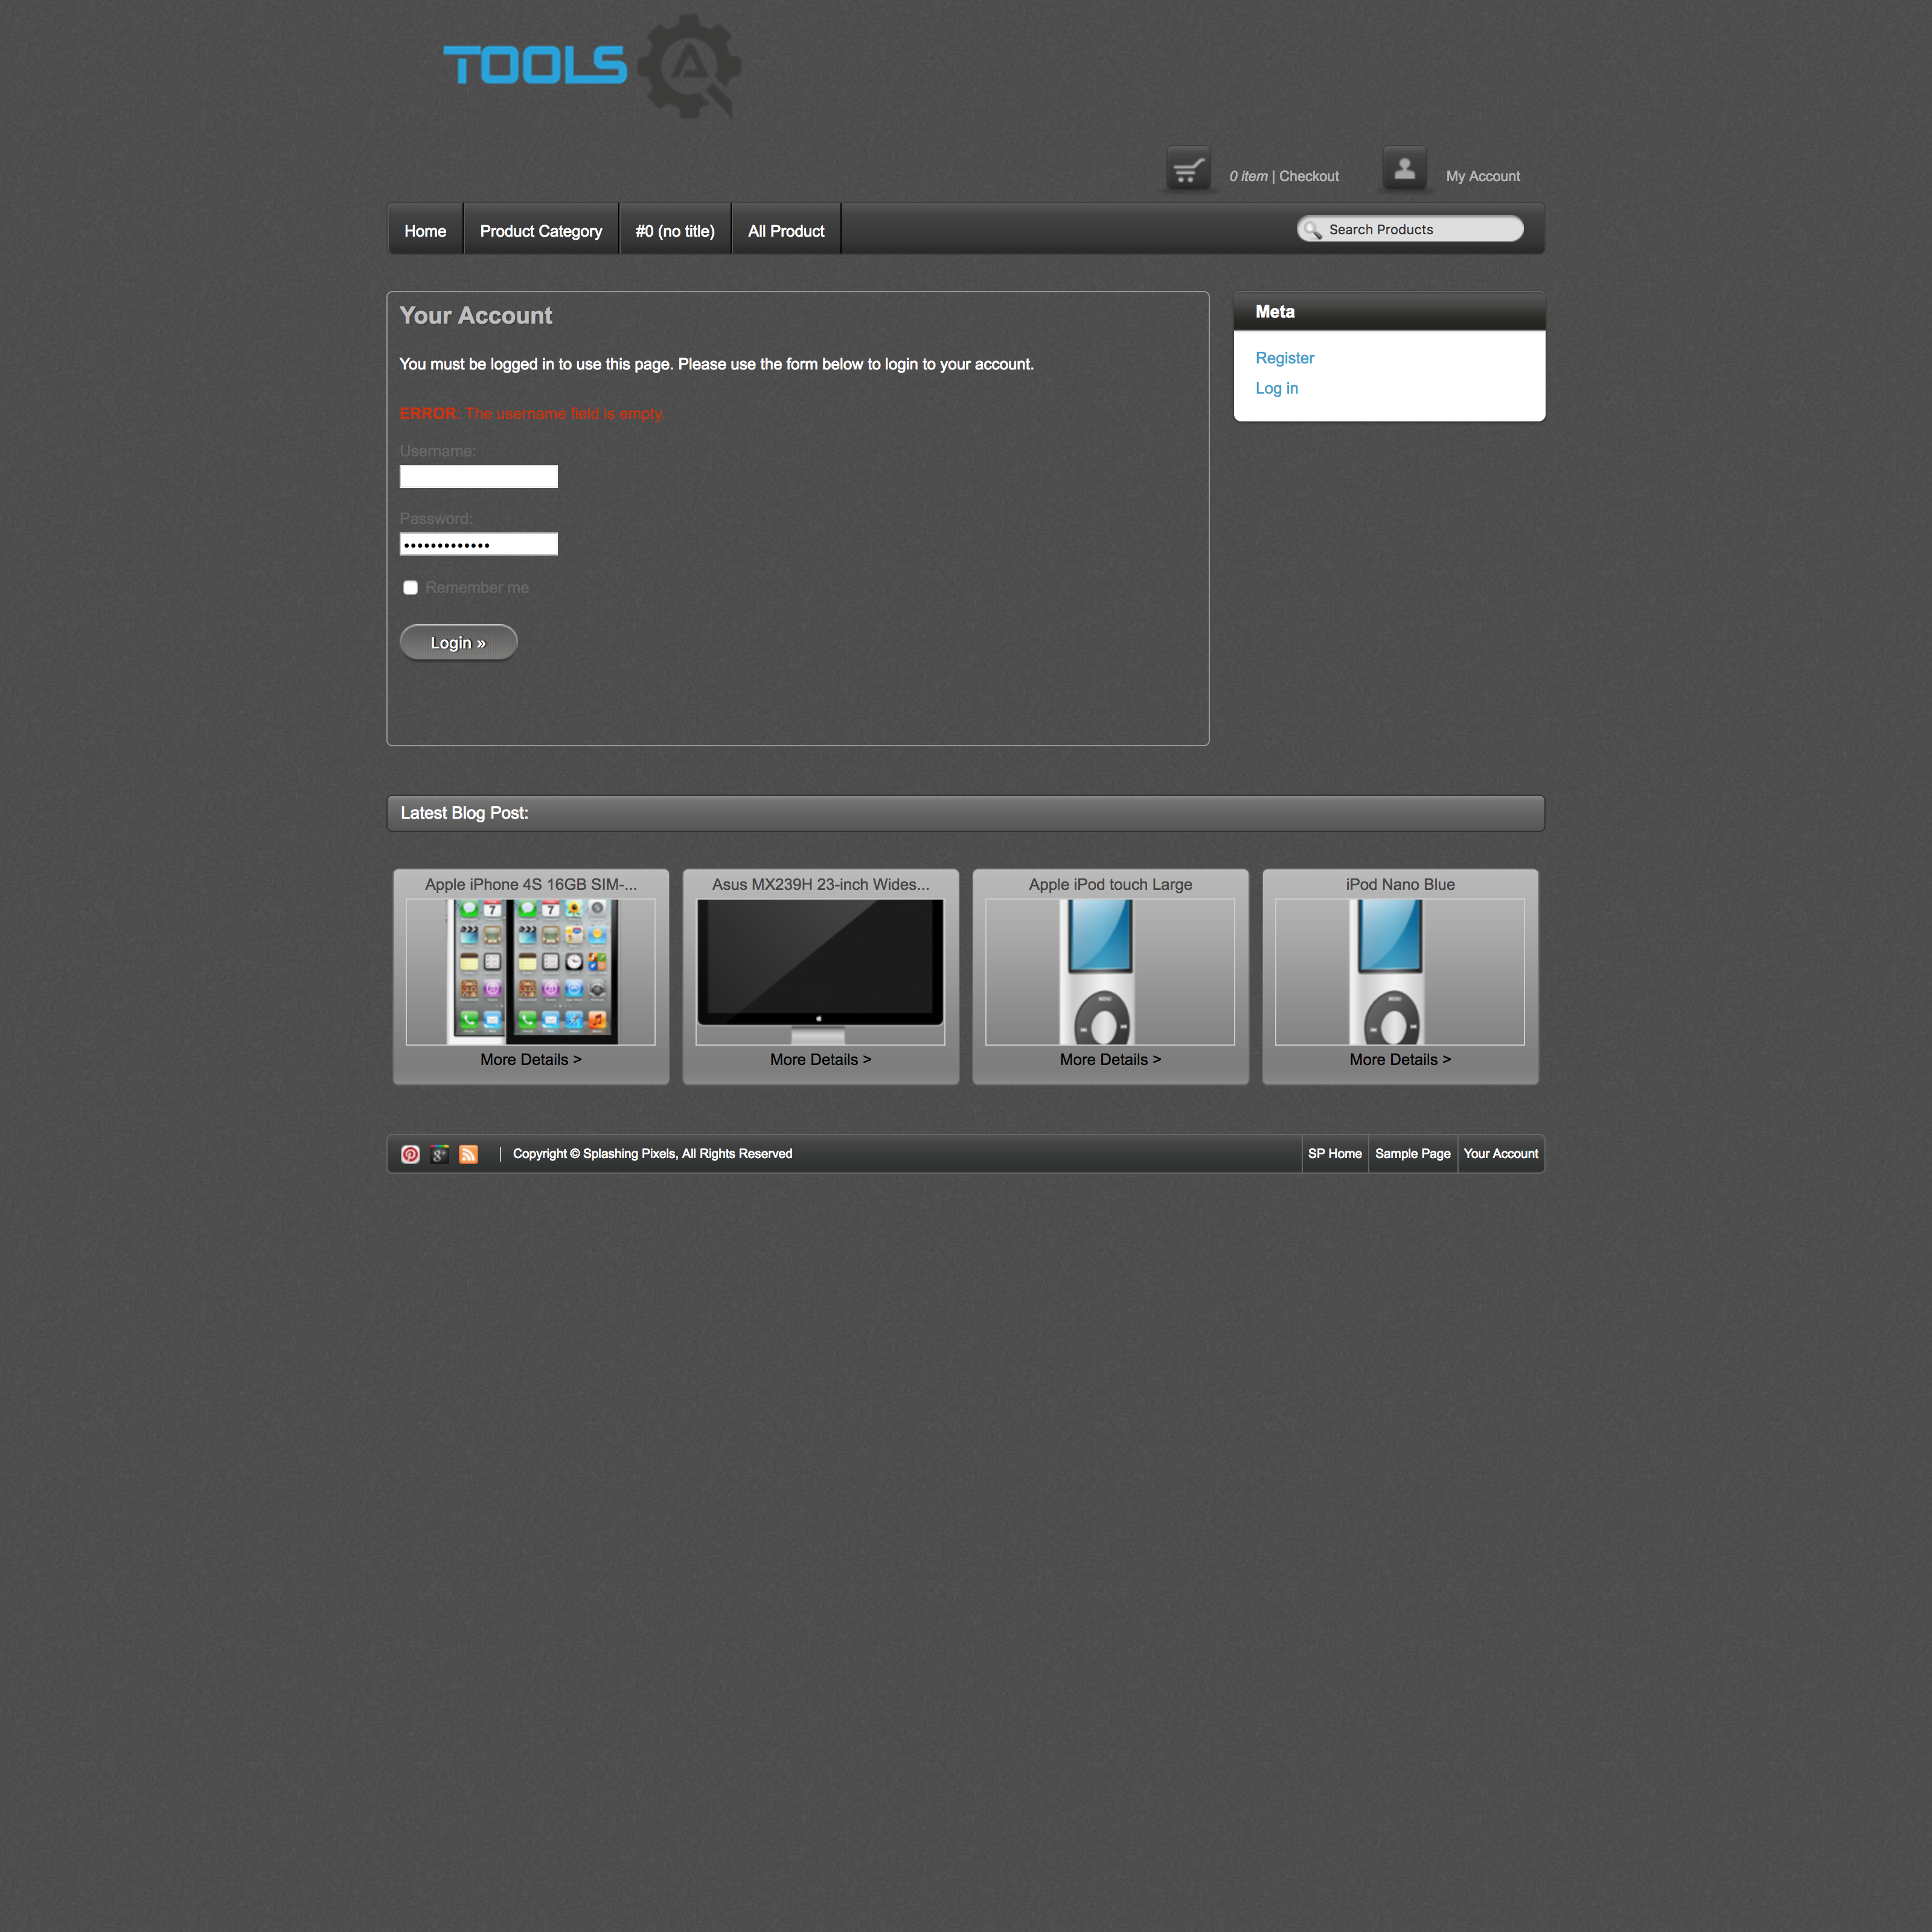 TOOLS QA
0 item | Checkout
My Account
Home
Product Category
#0 (no title)
All Product
Search Products
Your Account
You must be logged in to use this page. Please use the form below to login to your account.
ERROR: The username field is empty.
Username:
Password:
Remember me
Login »
Meta
Register
Log in
Latest Blog Post:
Apple iPhone 4S 16GB SIM-...
More Details >
Asus MX239H 23-inch Wides...
More Details >
Apple iPod touch Large
MENU
More Details >
iPod Nano Blue
MENU
More Details >
| Copyright © Splashing Pixels, All Rights Reserved
SP Home
Sample Page
Your Account